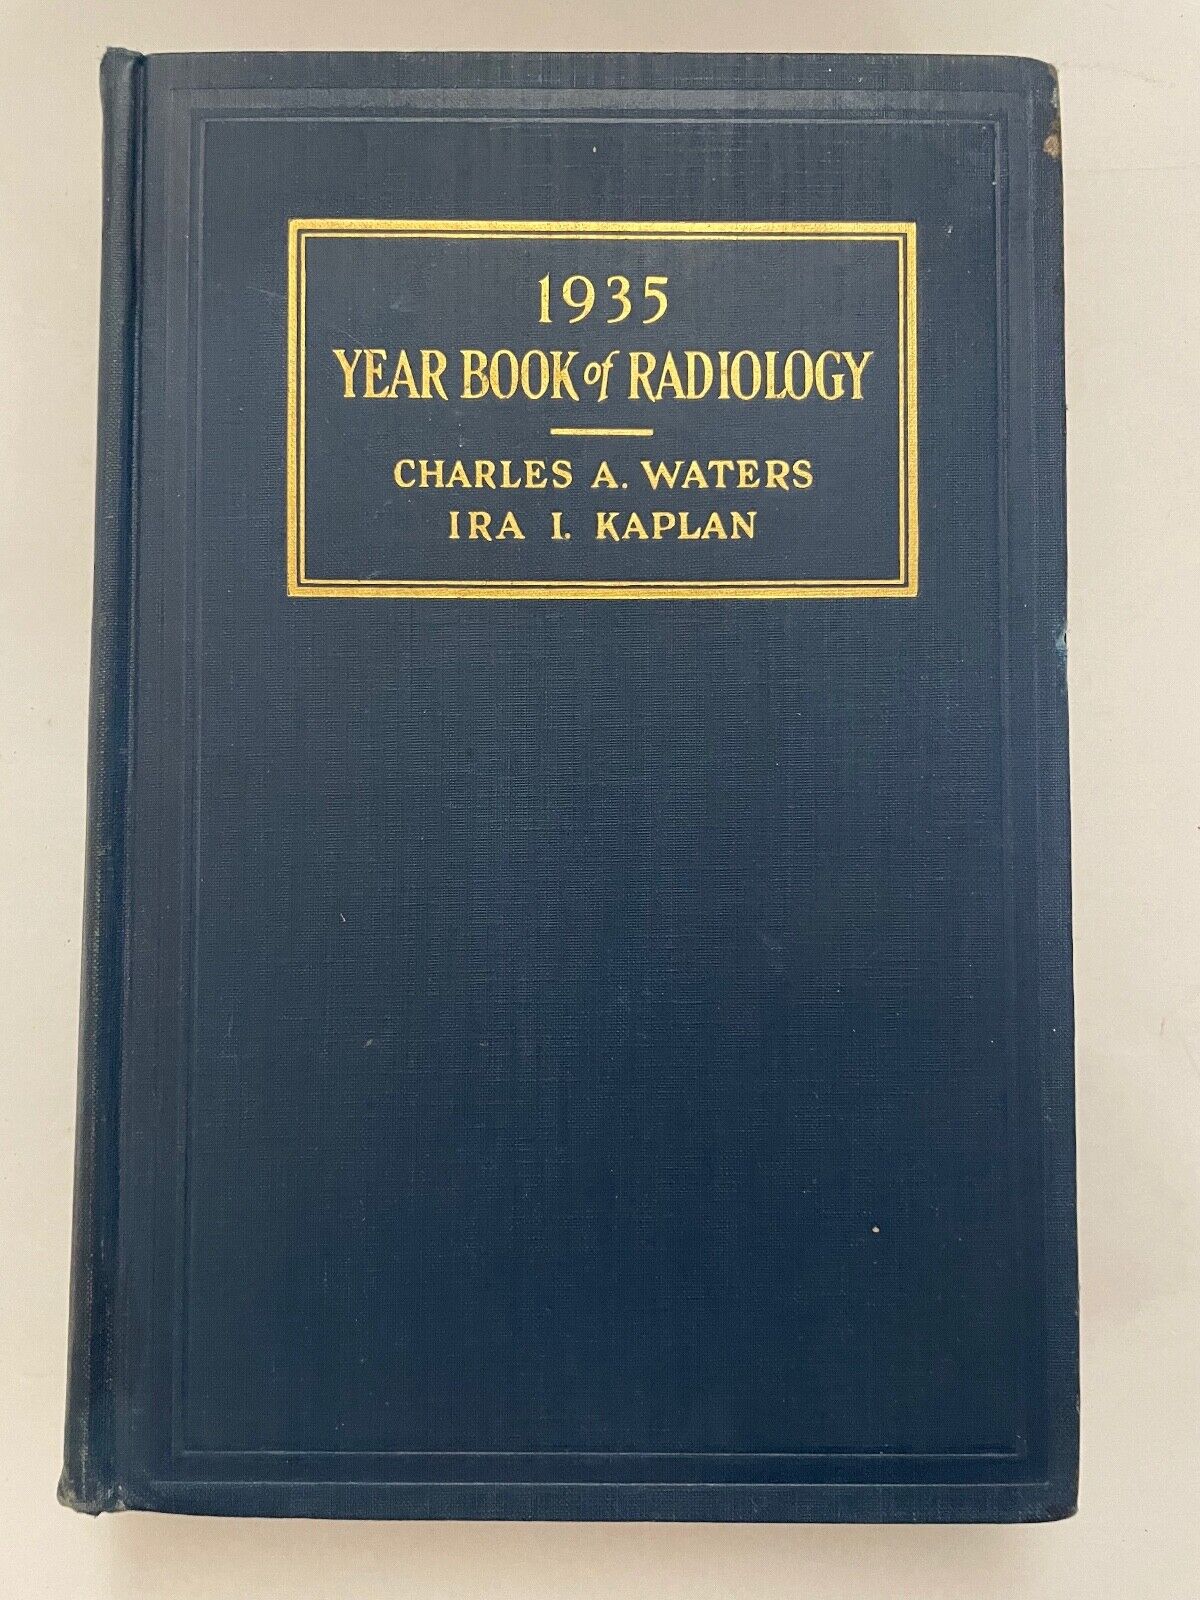 1935
YEAR BOOK of RADIOLOGY
CHARLES A. WATERS
IRA I. KAPLAN